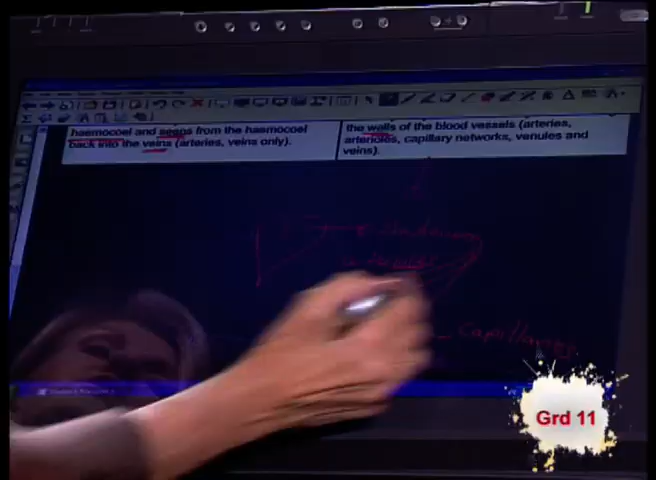 haemocoel and seeps from the haemocoel
back into the veins (arteries, veins only).
the walls of the blood vessels (arteries,
arterioles, capillary networks, venules and
veins).
Capillaries
Grd 11